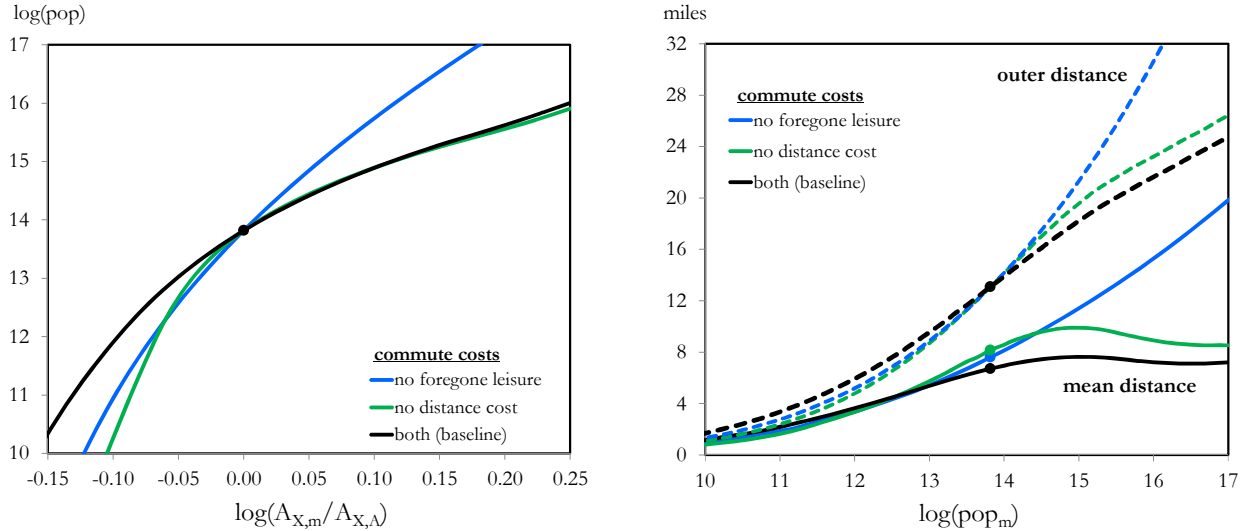 log(pop)
17
16
15
14
13
12
11
10
-0.15 -0.10 -0.05 0.00 0.05 0.10 0.15 0.20 0.25
log(A_X,m/A_X,A)
commute costs
no foregone leisure
no distance cost
both (baseline)
miles
32
28
24
20
16
12
8
4
0
10 11 12 13 14 15 16 17
log(pop_m)
outer distance
commute costs
no foregone leisure
no distance cost
both (baseline)
mean distance